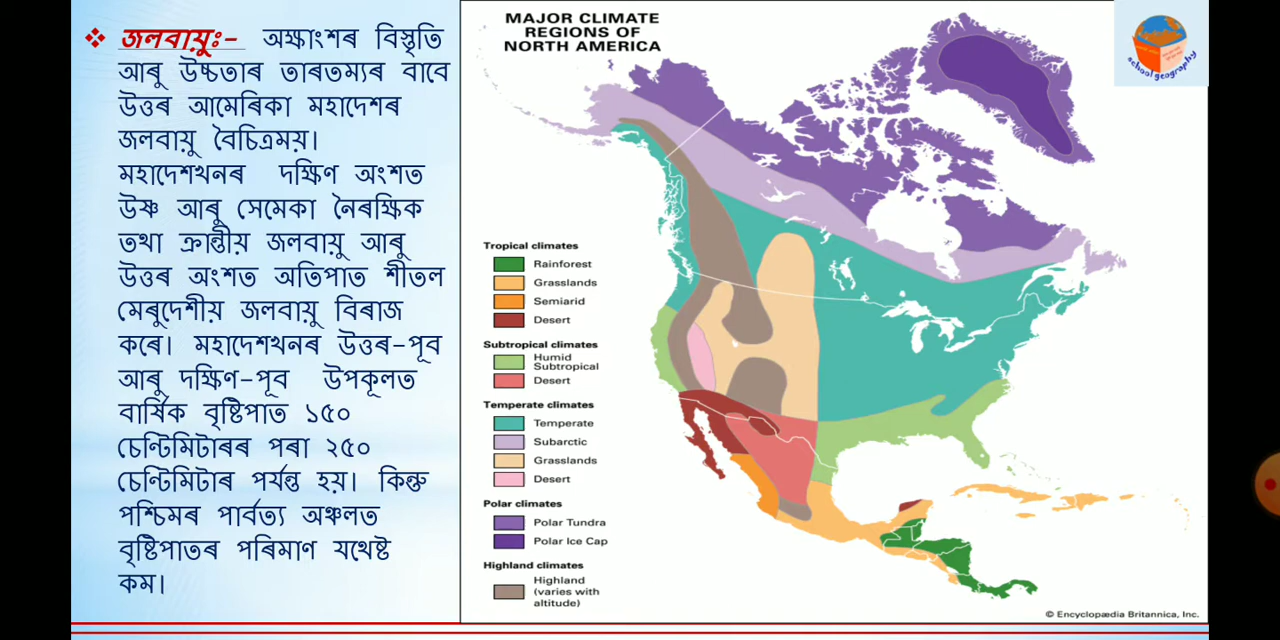 ❖ জলবায়ুঃ- অক্ষাংশৰ বিস্তৃতি
আৰু উচ্চতাৰ তাৰতম্যৰ বাবে
উত্তৰ আমেৰিকা মহাদেশৰ
জলবায়ু বৈচিত্ৰময়।
মহাদেশখনৰ দক্ষিণ অংশত
উষ্ণ আৰু সেমেকা নৈৰক্ষিক
তথা ক্ৰান্তীয় জলবায়ু আৰু
উত্তৰ অংশত অতিপাত শীতল
মেৰুদেশীয় জলবায়ু বিৰাজ
কৰে। মহাদেশখনৰ উত্তৰ-পূব
আৰু দক্ষিণ-পূব উপকূলত
বাৰ্ষিক বৃষ্টিপাত ১৫০
চেণ্টিমিটাৰৰ পৰা ২৫০
চেণ্টিমিটাৰ পৰ্যন্ত হয়। কিন্তু
পশ্চিমৰ পাৰ্বত্য অঞ্চলত
বৃষ্টিপাতৰ পৰিমাণ যথেষ্ট
কম।
MAJOR CLIMATE
REGIONS OF
NORTH AMERICA
Tropical climates
Rainforest
Grasslands
Semiarid
Desert
Subtropical climates
Humid
Subtropical
Desert
Temperate climates
Temperate
Subarctic
Grasslands
Desert
Polar climates
Polar Tundra
Polar Ice Cap
Highland climates
Highland
(varies with
altitude)
© Encyclopædia Britannica, Inc.
school geography